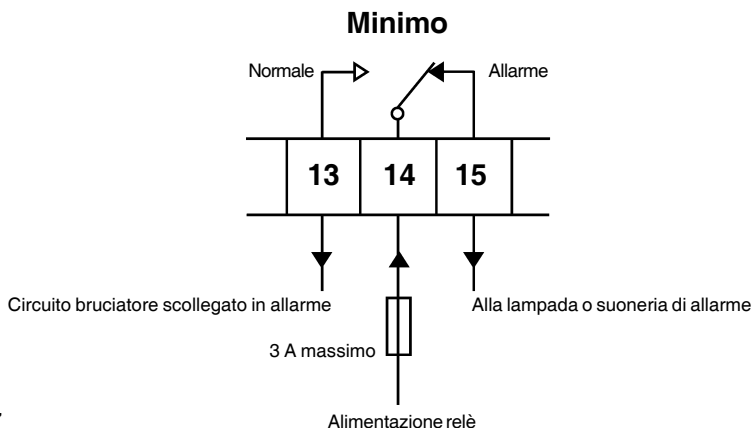 Minimo
Normale
Allarme
13
14
15
Circuito bruciatore scollegato in allarme
Alla lampada o suoneria di allarme
3 A massimo
Alimentazione relè